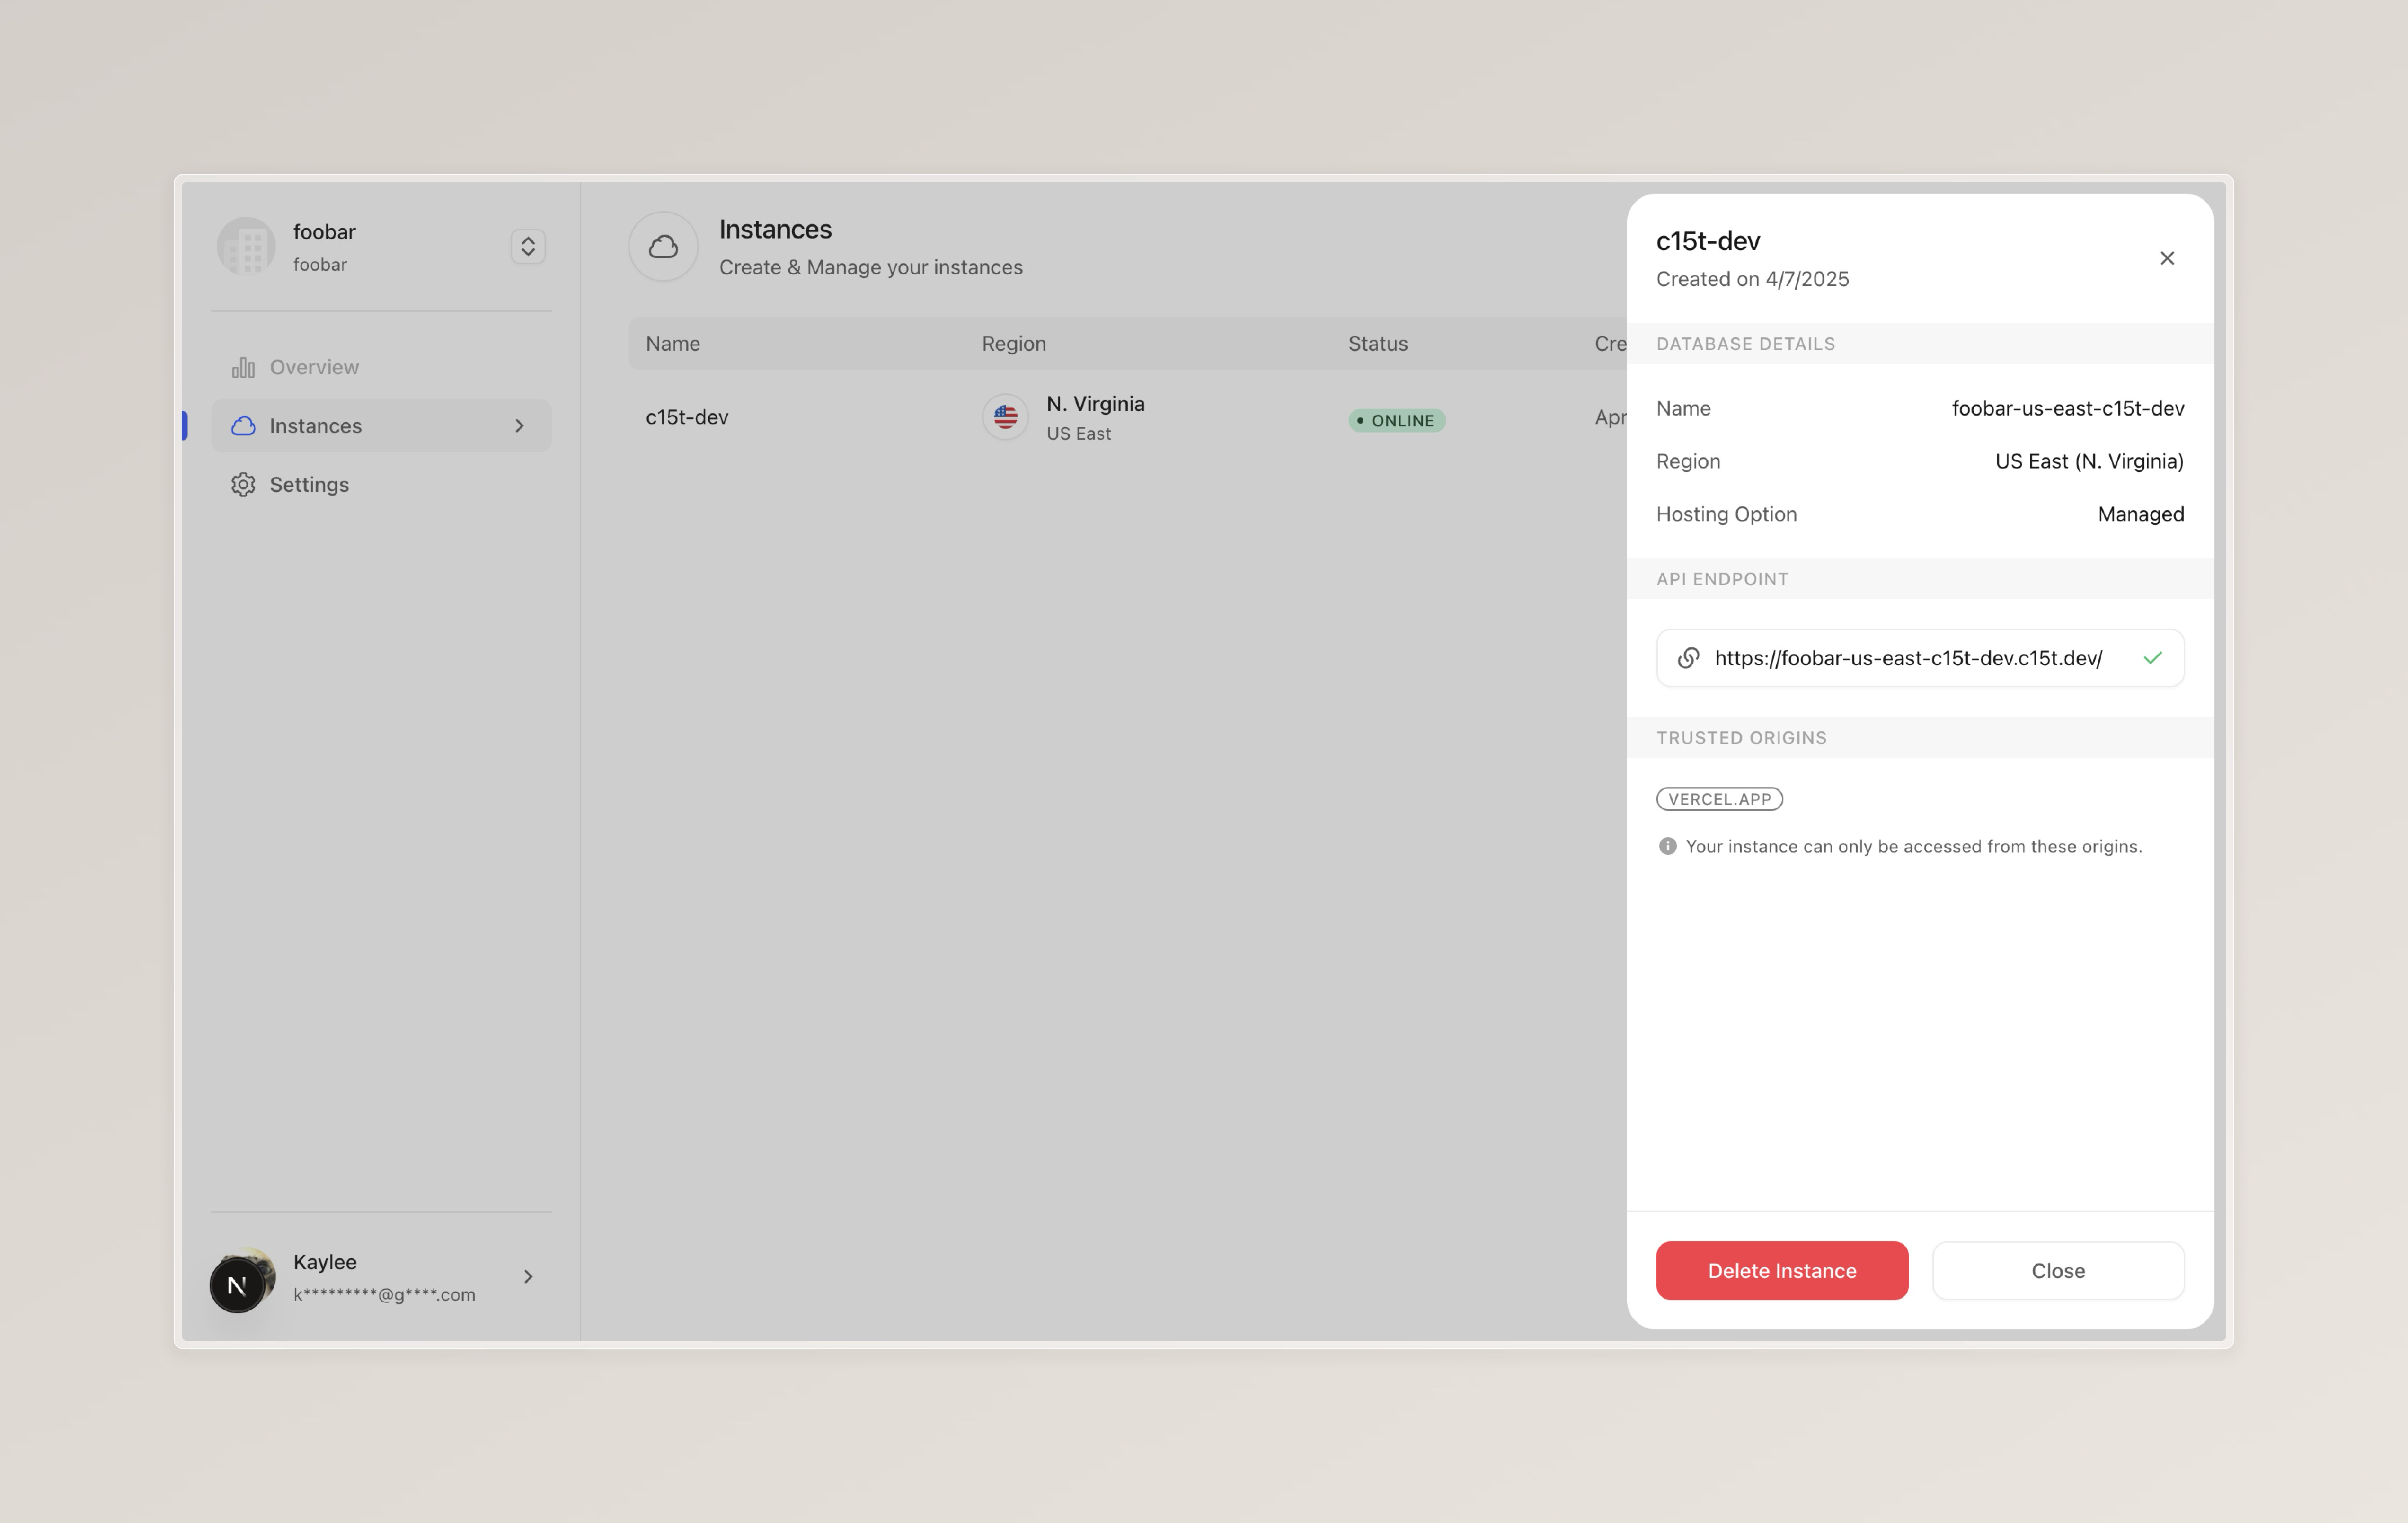 foobar
foobar
Overview
Instances
Settings
Kaylee
k*********@g****.com
N
Instances
Create & Manage your instances
Name Region Status Cre
c15t-dev
N. Virginia
US East
ONLINE
Apr
c15t-dev
Created on 4/7/2025
DATABASE DETAILS
Name foobar-us-east-c15t-dev
Region US East (N. Virginia)
Hosting Option Managed
API ENDPOINT
https://foobar-us-east-c15t-dev.c15t.dev/
TRUSTED ORIGINS
VERCEL.APP
Your instance can only be accessed from these origins.
Delete Instance Close